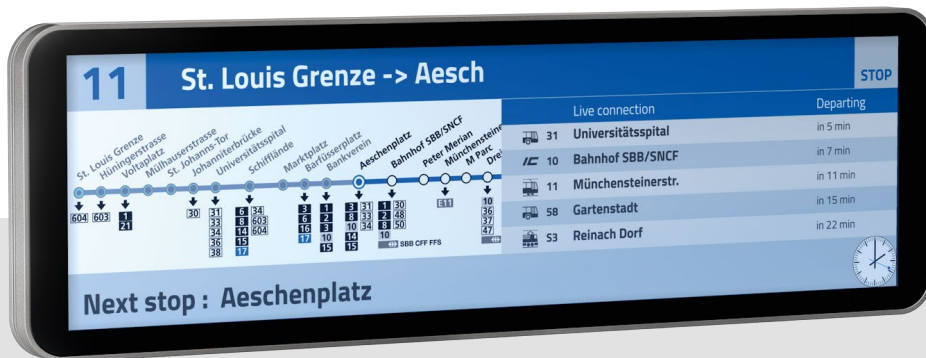 11
St. Louis Grenze -> Aesch
STOP
St. Louis Grenze
Hüningerstrasse
Voltaplatz
Mülhauserstrasse
St. Johanns-Tor
Johanniterbrücke
Universitätsspital
Schifflände
Marktplatz
Barfüsserplatz
Bankverein
Aeschenplatz
Bahnhof SBB/SNCF
Peter Merian
Münchensteine
M Parc
Drei
604
603
1
21
30
31
33
34
36
38
6 34
8 603
14 604
15
17
3
6
16
17
1
2
3
10
15
3 31
8 33
10 34
14
15
1 30
2 48
8 50
10
SBB CFF FFS
E11
10
36
37
47
Live connection Departing
31 Universitätsspital in 5 min
IC 10 Bahnhof SBB/SNCF in 7 min
11 Münchensteinerstr. in 11 min
58 Gartenstadt in 15 min
S3 Reinach Dorf in 22 min
Next stop : Aeschenplatz